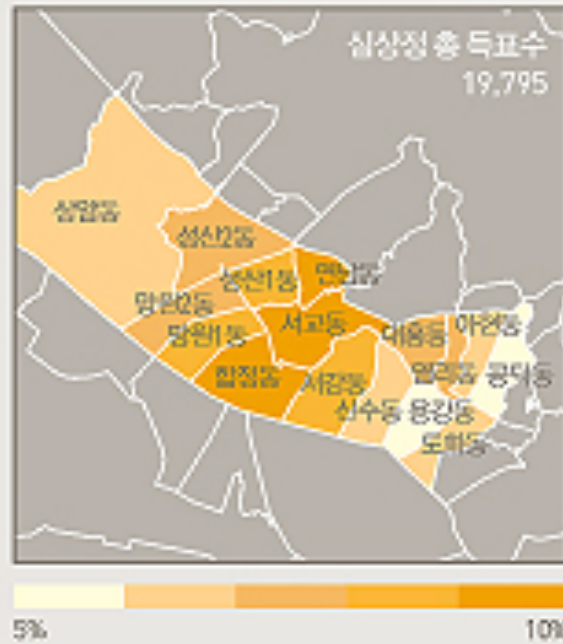 심상정 총 득표수
19,795
상암동
성산2동
성산1동
연남동
망원2동
망원1동
서교동
대흥동
아현동
합정동
서강동
염리동
공덕동
신수동
용강동
도화동
5%
10%